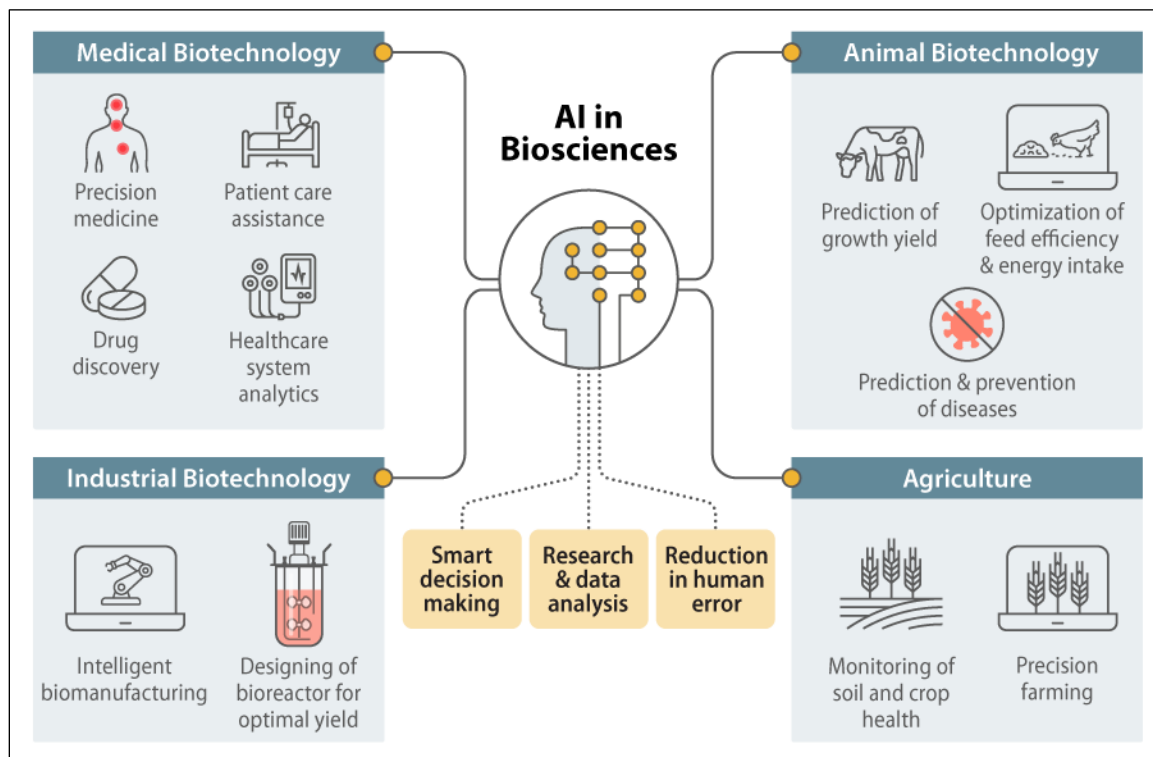 Medical Biotechnology
Precision
medicine
Patient care
assistance
Drug
discovery
Healthcare
system
analytics
AI in
Biosciences
Animal Biotechnology
Prediction of
growth yield
Optimization of
feed efficiency
& energy intake
Prediction & prevention
of diseases
Industrial Biotechnology
Intelligent
biomanufacturing
Designing of
bioreactor for
optimal yield
Smart
decision
making
Research
& data
analysis
Reduction
in human
error
Agriculture
Monitoring of
soil and crop
health
Precision
farming